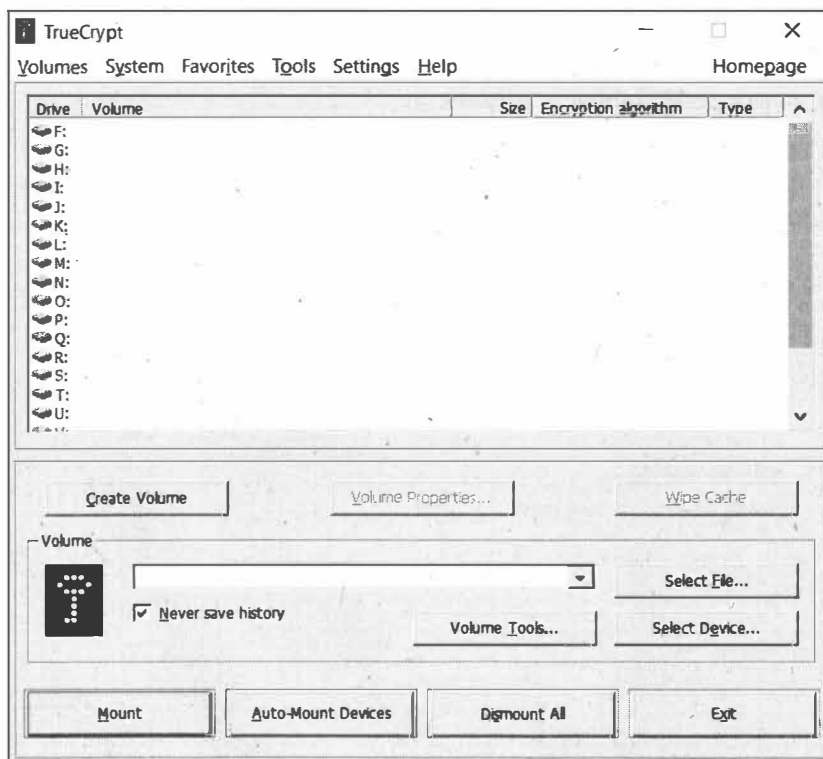 TrueCrypt
Volumes System Favorites Tools Settings Help Homepage
Drive Volume Size Encryption algorithm Type
F:
G:
H:
I:
J:
K:
L:
M:
N:
O:
P:
Q:
R:
S:
T:
U:
Create Volume Volume Properties... Wipe Cache
Volume
Select File...
Never save history
Volume Tools... Select Device...
Mount Auto-Mount Devices Dismount All Exit